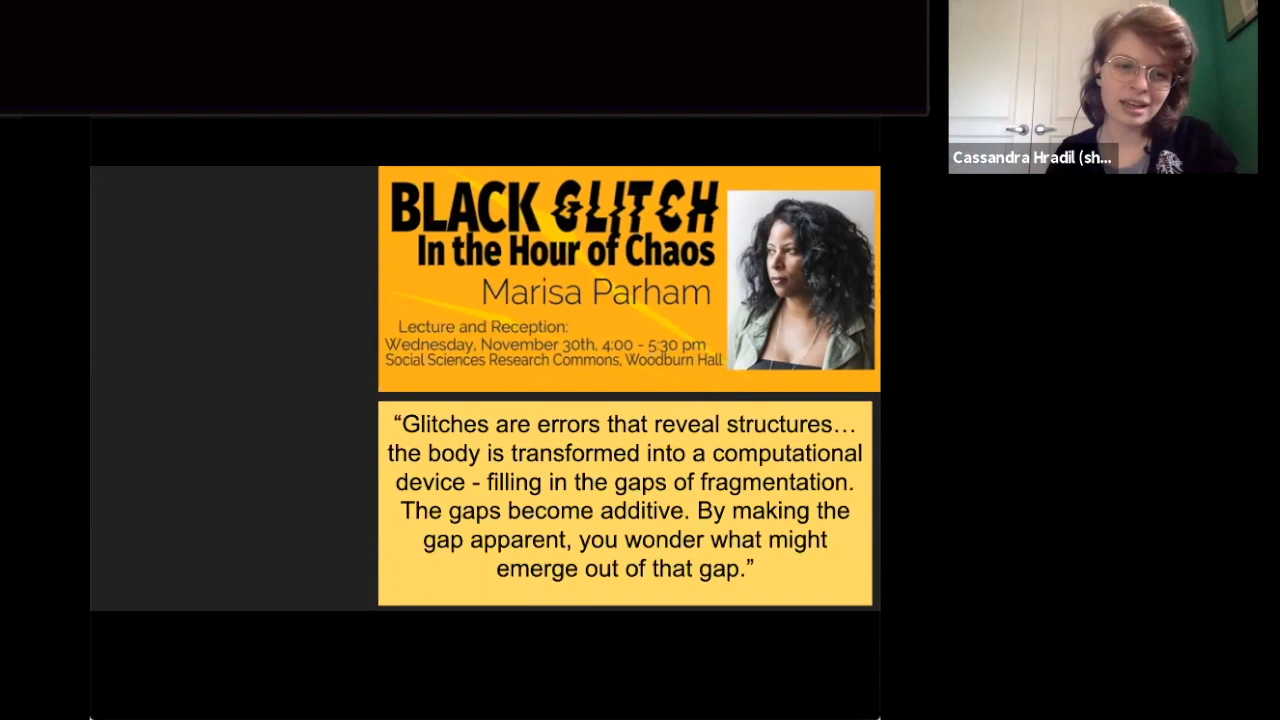 BLACK GLITCH
In the Hour of Chaos
Marisa Parham
Lecture and Reception:
Wednesday, November 30th, 4:00 - 5:30 pm
Social Sciences Research Commons, Woodburn Hall
“Glitches are errors that reveal structures…
the body is transformed into a computational
device - filling in the gaps of fragmentation.
The gaps become additive. By making the
gap apparent, you wonder what might
emerge out of that gap.”
Cassandra Hradil (sh...